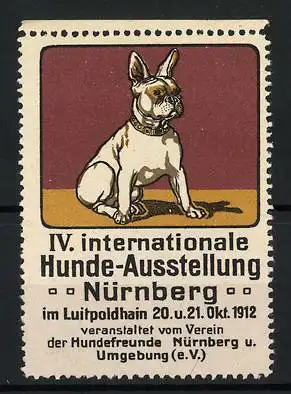 IV. internationale
Hunde-Ausstellung
Nürnberg
im Luitpoldhain 20.u.21. Okt. 1912
veranstaltet vom Verein
der Hundefreunde Nürnberg u.
Umgebung (e.V.)